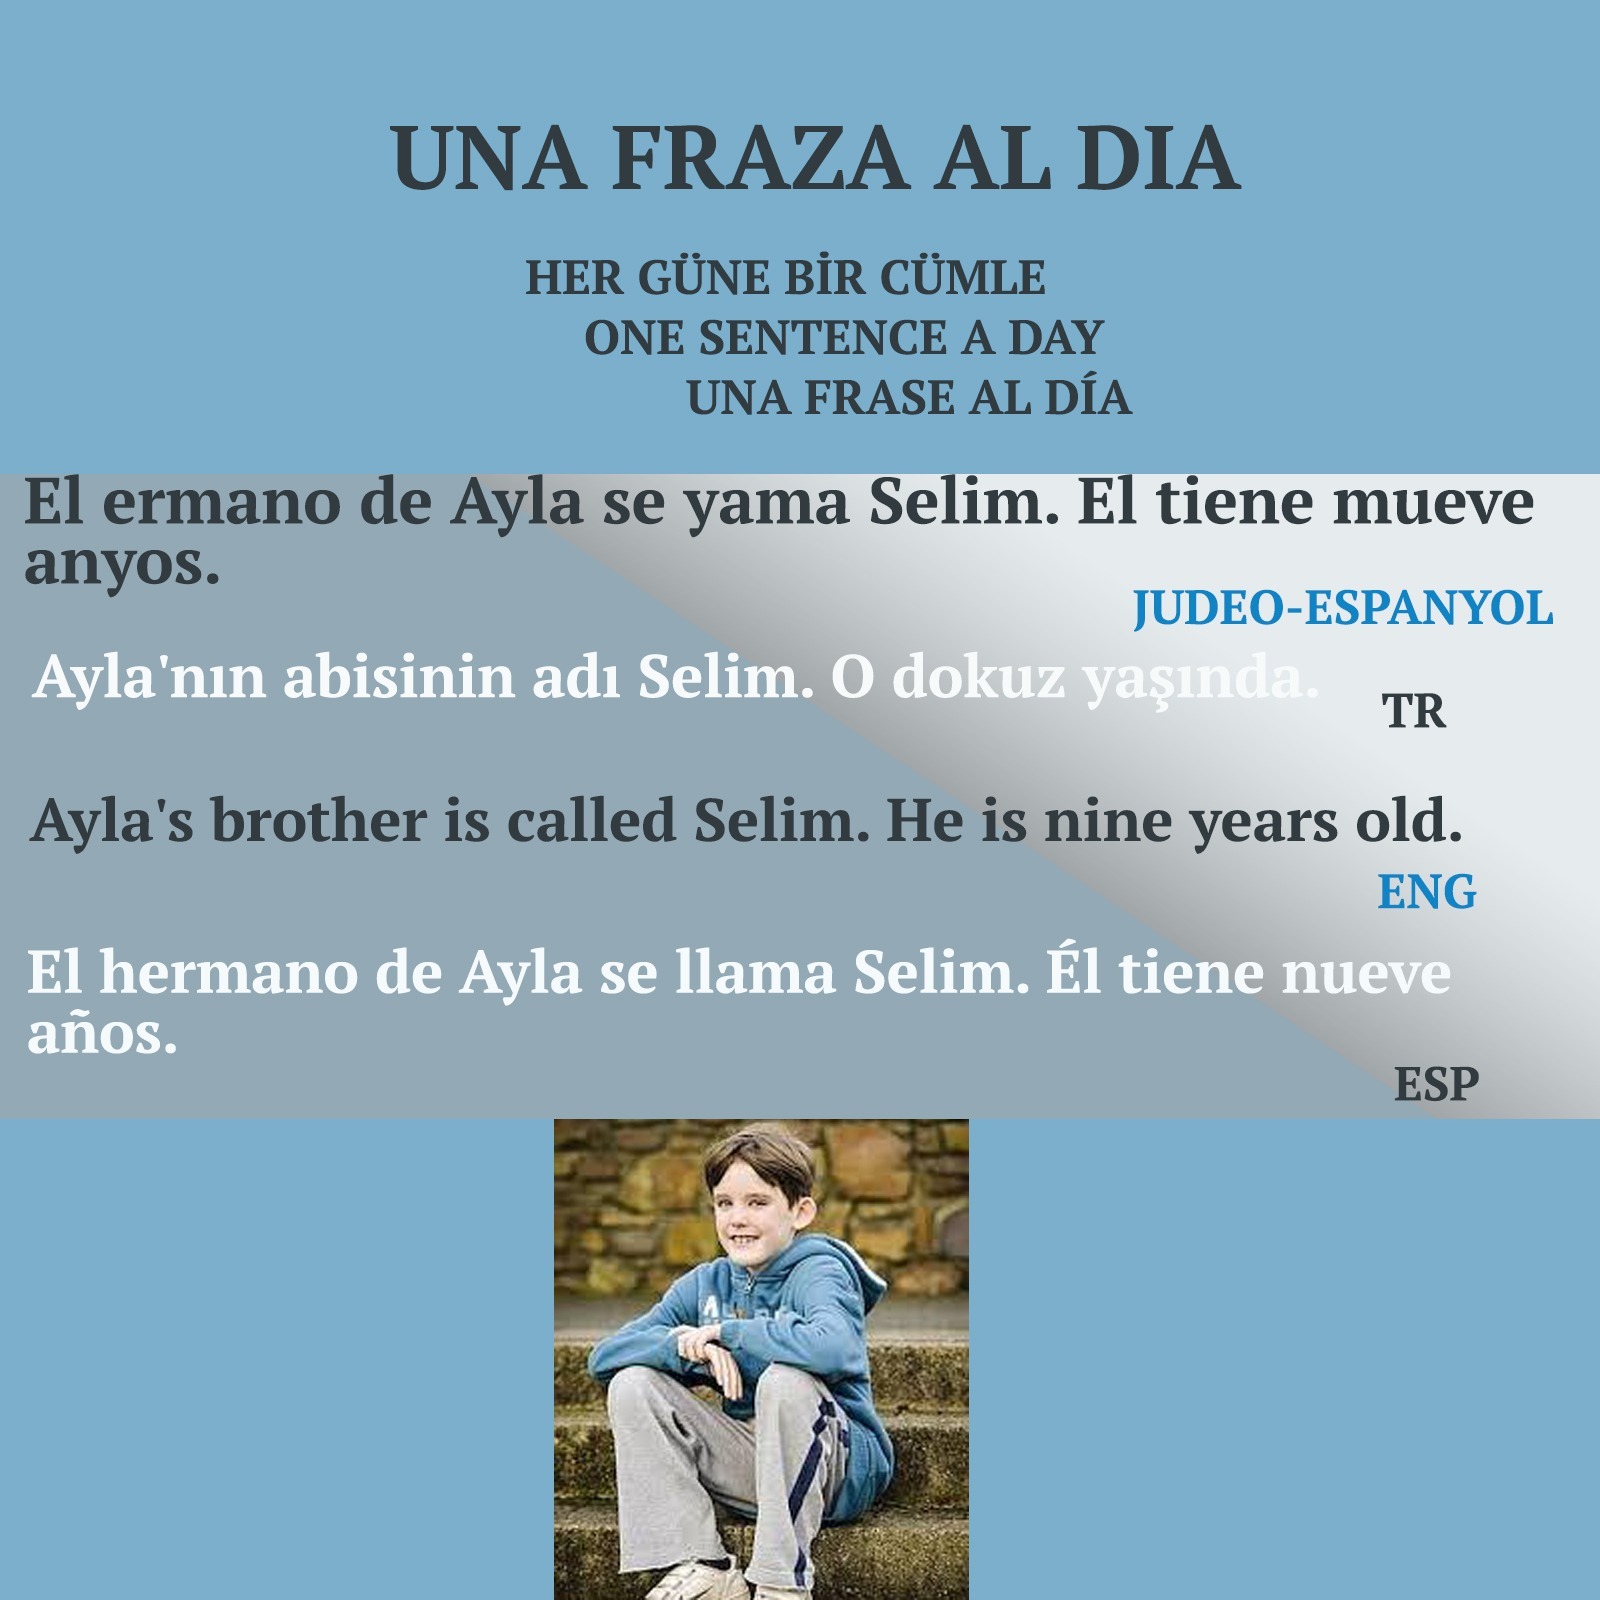 UNA FRAZA AL DIA
HER GÜNE BİR CÜMLE
ONE SENTENCE A DAY
UNA FRASE AL DÍA
El ermano de Ayla se yama Selim. El tiene mueve
anyos.
JUDEO-ESPANYOL
Ayla'nın abisinin adı Selim. O dokuz yaşında.
TR
Ayla's brother is called Selim. He is nine years old.
ENG
El hermano de Ayla se llama Selim. Él tiene nueve
años.
ESP